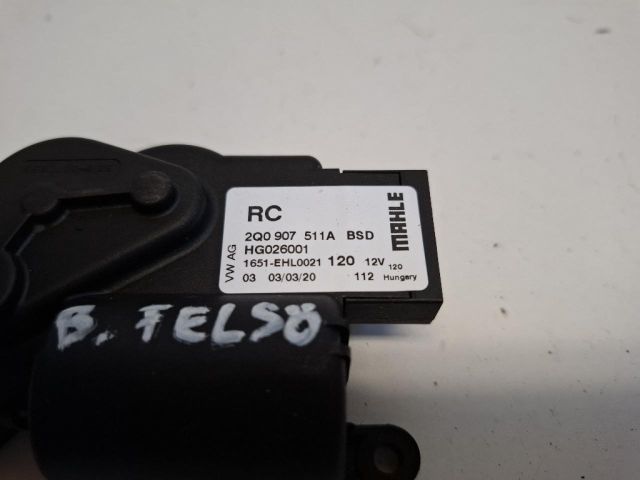 RC
2Q0 907 511A BSD
HG026001
1651-EHL0021 120 12V 120
03 03/03/20 112 Hungary
VW AG
MAHLE
B. FELSŐ